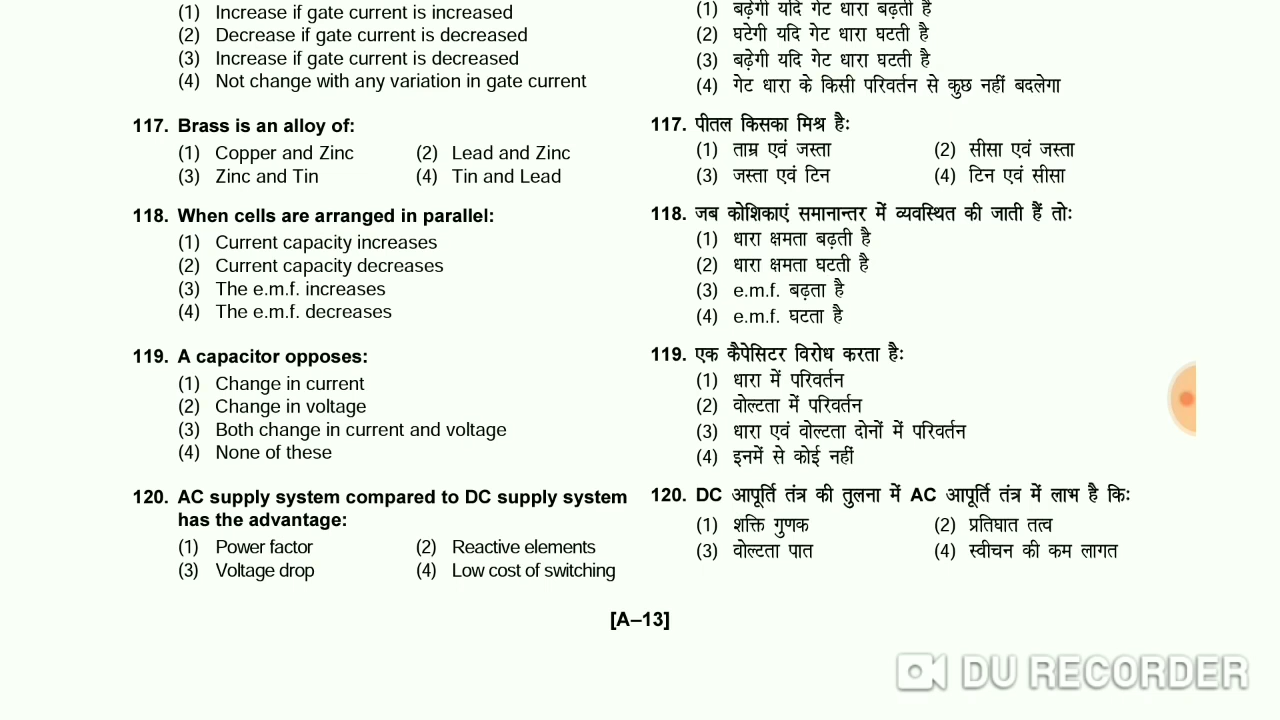 (1) Increase if gate current is increased
(2) Decrease if gate current is decreased
(3) Increase if gate current is decreased
(4) Not change with any variation in gate current
117. Brass is an alloy of:
(1) Copper and Zinc (2) Lead and Zinc
(3) Zinc and Tin (4) Tin and Lead
118. When cells are arranged in parallel:
(1) Current capacity increases
(2) Current capacity decreases
(3) The e.m.f. increases
(4) The e.m.f. decreases
119. A capacitor opposes:
(1) Change in current
(2) Change in voltage
(3) Both change in current and voltage
(4) None of these
120. AC supply system compared to DC supply system
has the advantage:
(1) Power factor (2) Reactive elements
(3) Voltage drop (4) Low cost of switching
(1) बढ़ेगी यदि गेट धारा बढ़ती है
(2) घटेगी यदि गेट धारा घटती है
(3) बढ़ेगी यदि गेट धारा घटती है
(4) गेट धारा के किसी परिवर्तन से कुछ नहीं बदलेगा
117. पीतल किसका मिश्र है:
(1) ताम्र एवं जस्ता (2) सीसा एवं जस्ता
(3) जस्ता एवं टिन (4) टिन एवं सीसा
118. जब कोशिकाएं समानान्तर में व्यवस्थित की जाती हैं तो:
(1) धारा क्षमता बढ़ती है
(2) धारा क्षमता घटती है
(3) e.m.f. बढ़ता है
(4) e.m.f. घटता है
119. एक कैपेसिटर विरोध करता है:
(1) धारा में परिवर्तन
(2) वोल्टता में परिवर्तन
(3) धारा एवं वोल्टता दोनों में परिवर्तन
(4) इनमें से कोई नहीं
120. DC आपूर्ति तंत्र की तुलना में AC आपूर्ति तंत्र में लाभ है कि:
(1) शक्ति गुणक (2) प्रतिघात तत्व
(3) वोल्टता पात (4) स्वीचन की कम लागत
[A–13]
DU RECORDER